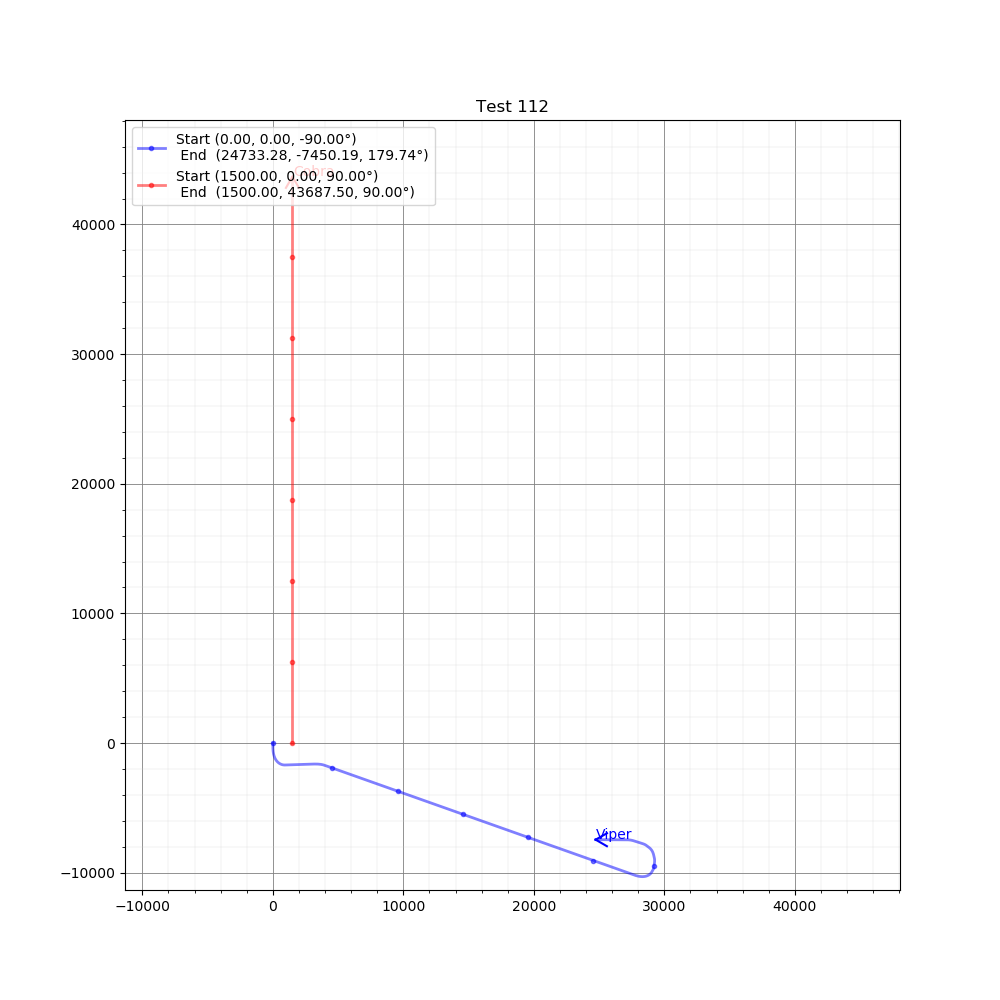 Test 112
Start (0.00, 0.00, -90.00°)
End (24733.28, -7450.19, 179.74°)
Start (1500.00, 0.00, 90.00°)
End (1500.00, 43687.50, 90.00°)
40000
30000
20000
10000
0
−10000
Viper
−10000
0
10000
20000
30000
40000